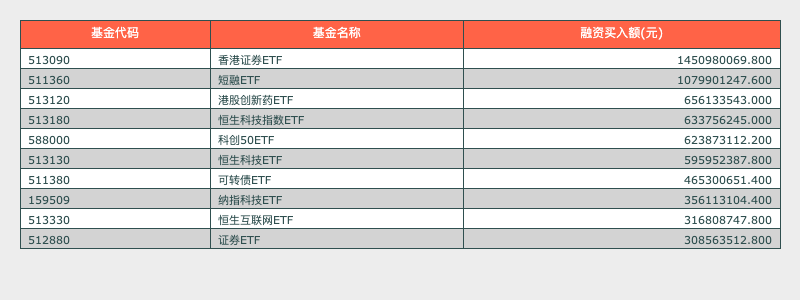 基金代码 基金名称 融资买入额(元)
513090 香港证券ETF 1450980069.800
511360 短融ETF 1079901247.600
513120 港股创新药ETF 656133543.000
513180 恒生科技指数ETF 633756245.000
588000 科创50ETF 623873112.200
513130 恒生科技ETF 595952387.800
511380 可转债ETF 465300651.400
159509 纳指科技ETF 356113104.400
513330 恒生互联网ETF 316808747.800
512880 证券ETF 308563512.800